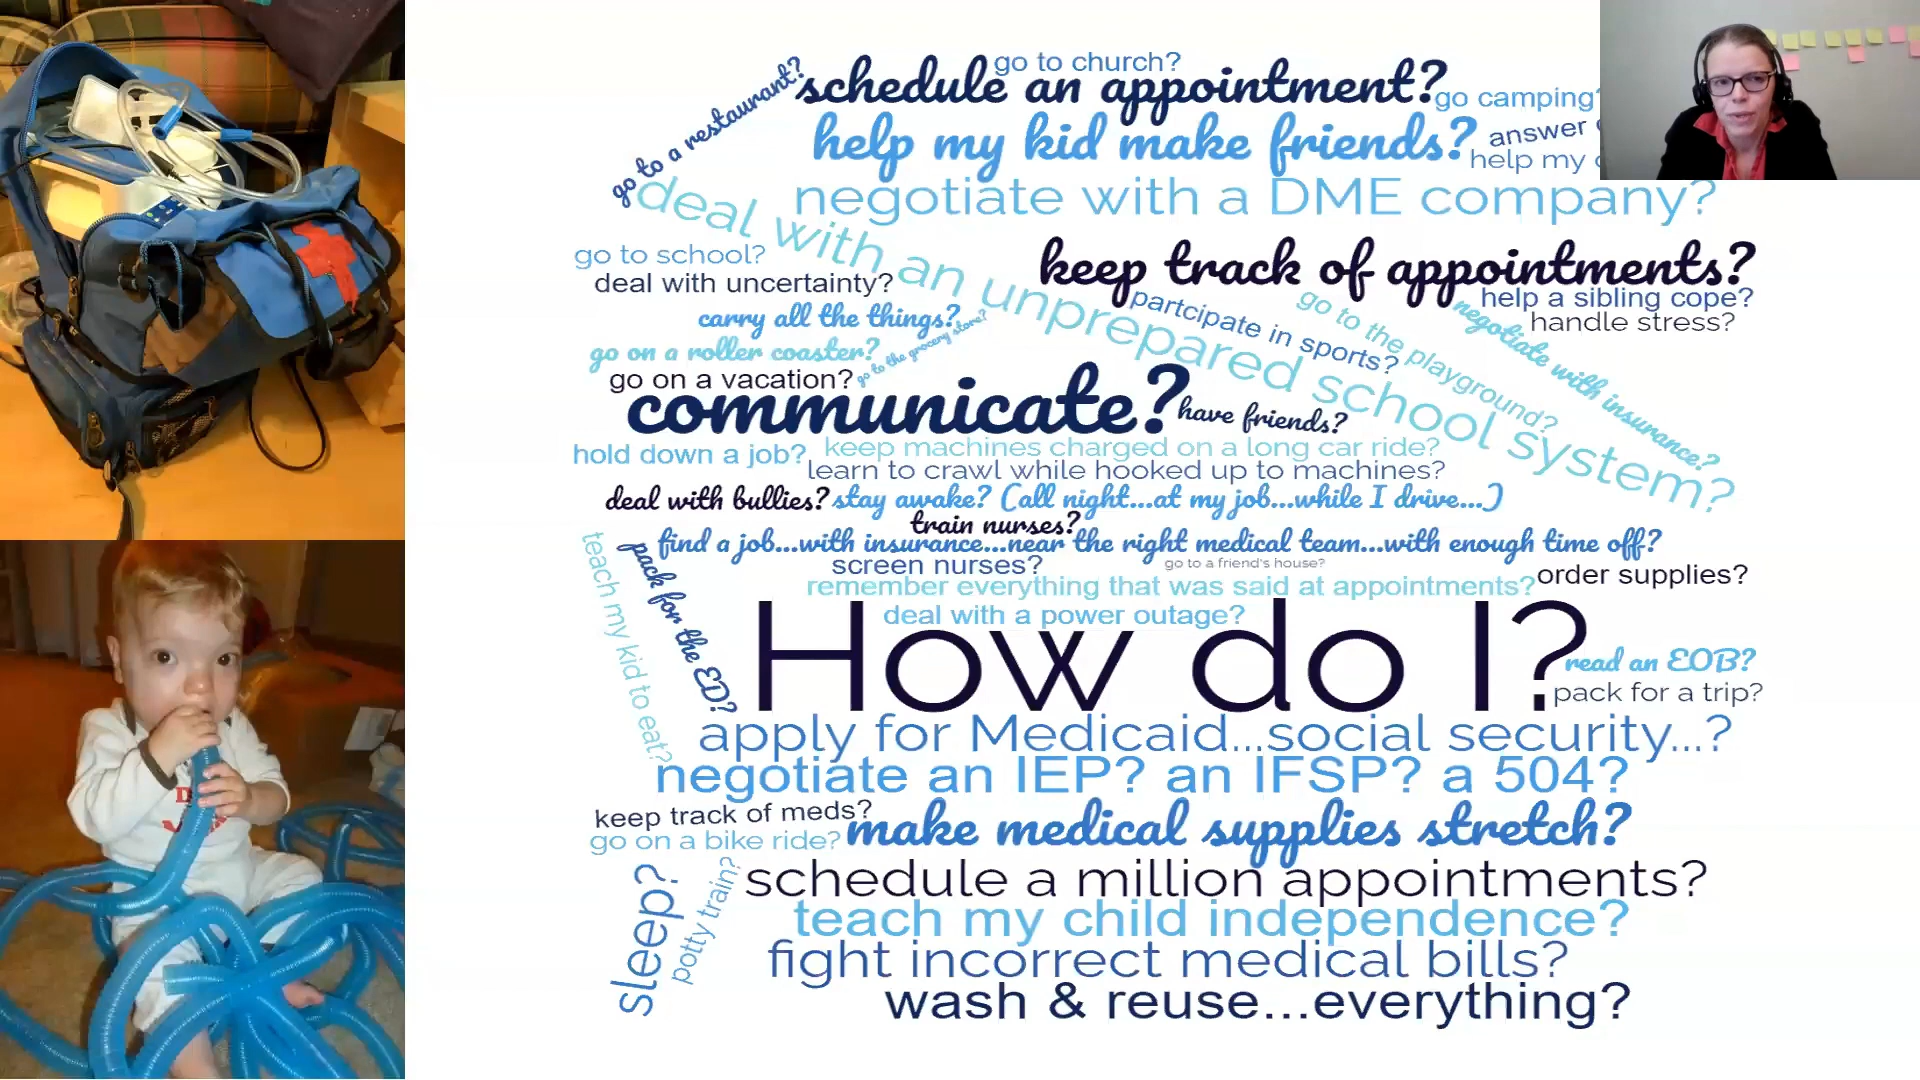 go to church?
go to a restaurant?
schedule an appointment?
go camping?
help my kid make friends?
answer
help my
negotiate with a DME company?
deal with an unprepared school system?
go to school?
keep track of appointments?
deal with uncertainty?
help a sibling cope?
partcipate in sports?
go to the playground?
negotiate with insurance?
handle stress?
carry all the things?
go to the grocery store?
go on a roller coaster?
go on a vacation?
communicate?
have friends?
hold down a job?
keep machines charged on a long car ride?
learn to crawl while hooked up to machines?
deal with bullies?
stay awake? (all night...at my job...while I drive...)
train nurses?
find a job...with insurance...near the right medical team...with enough time off?
teach my kid to eat?
pack for the ED?
screen nurses?
go to a friend's house?
order supplies?
remember everything that was said at appointments?
deal with a power outage?
How do I?
read an EOB?
pack for a trip?
apply for Medicaid...social security...?
negotiate an IEP? an IFSP? a 504?
keep track of meds?
make medical supplies stretch?
go on a bike ride?
sleep?
potty train?
schedule a million appointments?
teach my child independence?
fight incorrect medical bills?
wash & reuse...everything?